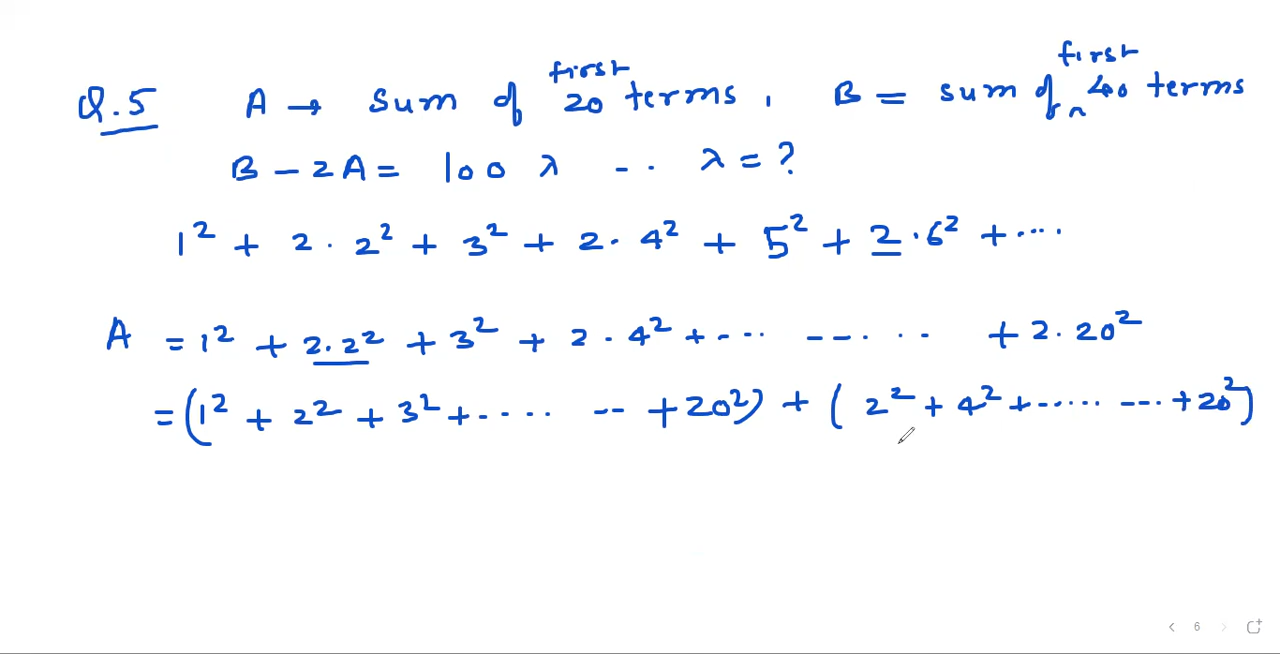 Q.5 A → Sum of first 20 terms, B = sum of first 40 terms
B - 2A = 100 λ .. λ = ?
1² + 2 · 2² + 3² + 2 · 4² + 5² + 2 · 6² + ....
A = 1² + 2.2² + 3² + 2 · 4² + ... ---... + 2 · 20²
= (1² + 2² + 3² + .... -- + 20²) + (2² + 4² + ..... --- + 20²)
6